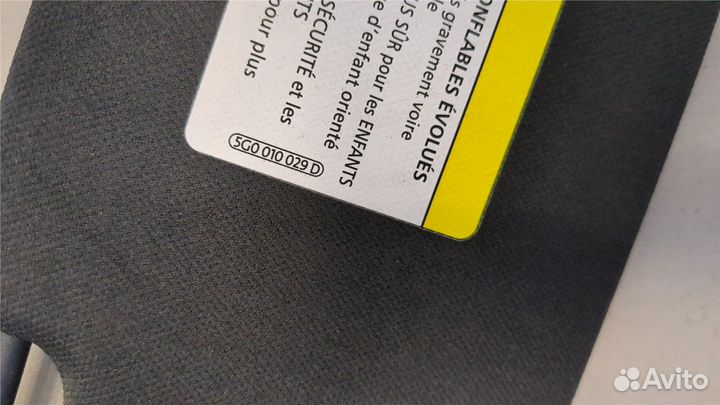 ONFLABLES ÉVOLUÉS
gravement voire
le
US SÛR pour les ENFANTS
d'enfant orienté
SÉCURITÉ et les
TS
pour plus
5G0 010 029 D
Avito